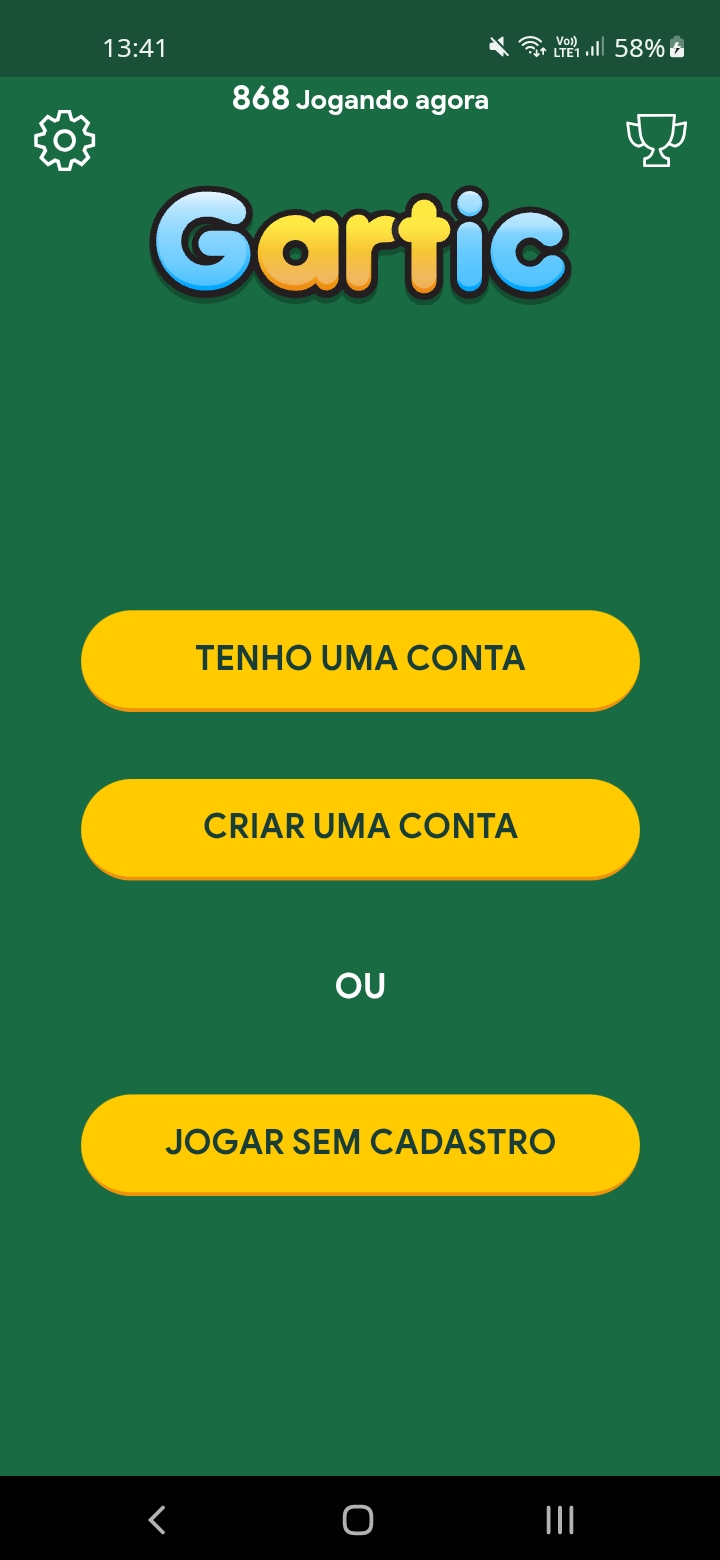 13:41
Vo)) LTE1 58%
868 Jogando agora
Gartic
TENHO UMA CONTA
CRIAR UMA CONTA
OU
JOGAR SEM CADASTRO